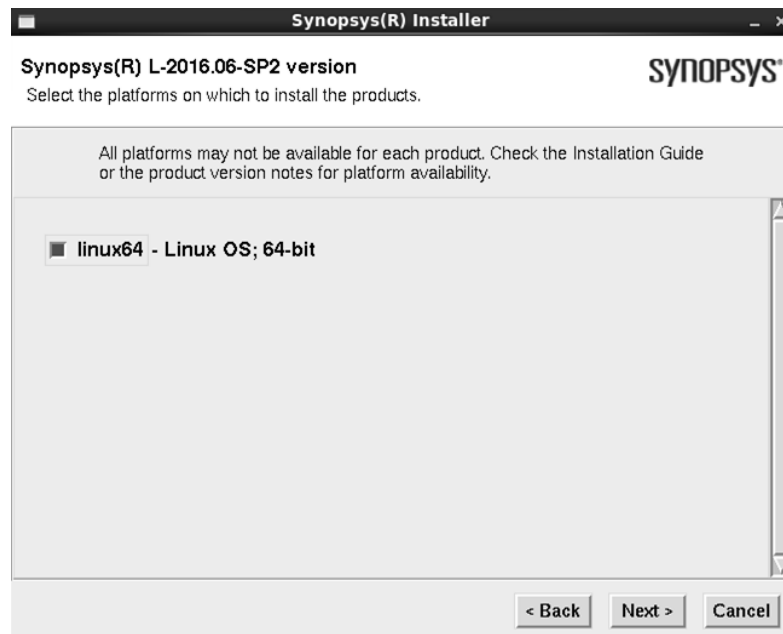 Synopsys(R) Installer
Synopsys(R) L-2016.06-SP2 version
SYNOPSYS®
Select the platforms on which to install the products.
All platforms may not be available for each product. Check the Installation Guide
or the product version notes for platform availability.
linux64 - Linux OS; 64-bit
< Back
Next >
Cancel